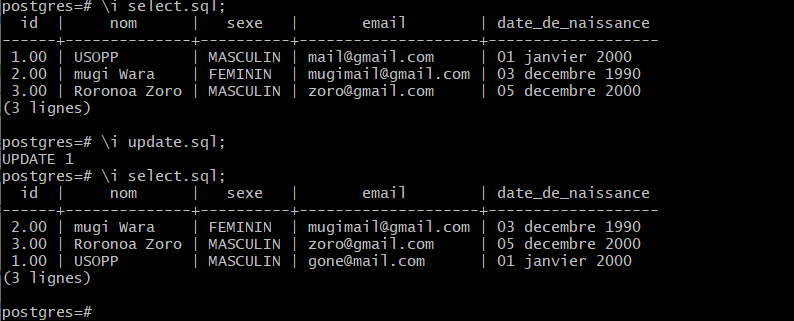 postgres=# \i select.sql;
  id  |     nom      |   sexe   |       email        | date_de_naissance
------+--------------+----------+--------------------+-------------------
 1.00 | USOPP        | MASCULIN | mail@gmail.com     | 01 janvier 2000
 2.00 | mugi Wara    | FEMININ  | mugimail@gmail.com | 03 decembre 1990
 3.00 | Roronoa Zoro | MASCULIN | zoro@gmail.com     | 05 decembre 2000
(3 lignes)

postgres=# \i update.sql;
UPDATE 1
postgres=# \i select.sql;
  id  |     nom      |   sexe   |       email        | date_de_naissance
------+--------------+----------+--------------------+-------------------
 2.00 | mugi Wara    | FEMININ  | mugimail@gmail.com | 03 decembre 1990
 3.00 | Roronoa Zoro | MASCULIN | zoro@gmail.com     | 05 decembre 2000
 1.00 | USOPP        | MASCULIN | gone@mail.com      | 01 janvier 2000
(3 lignes)

postgres=#